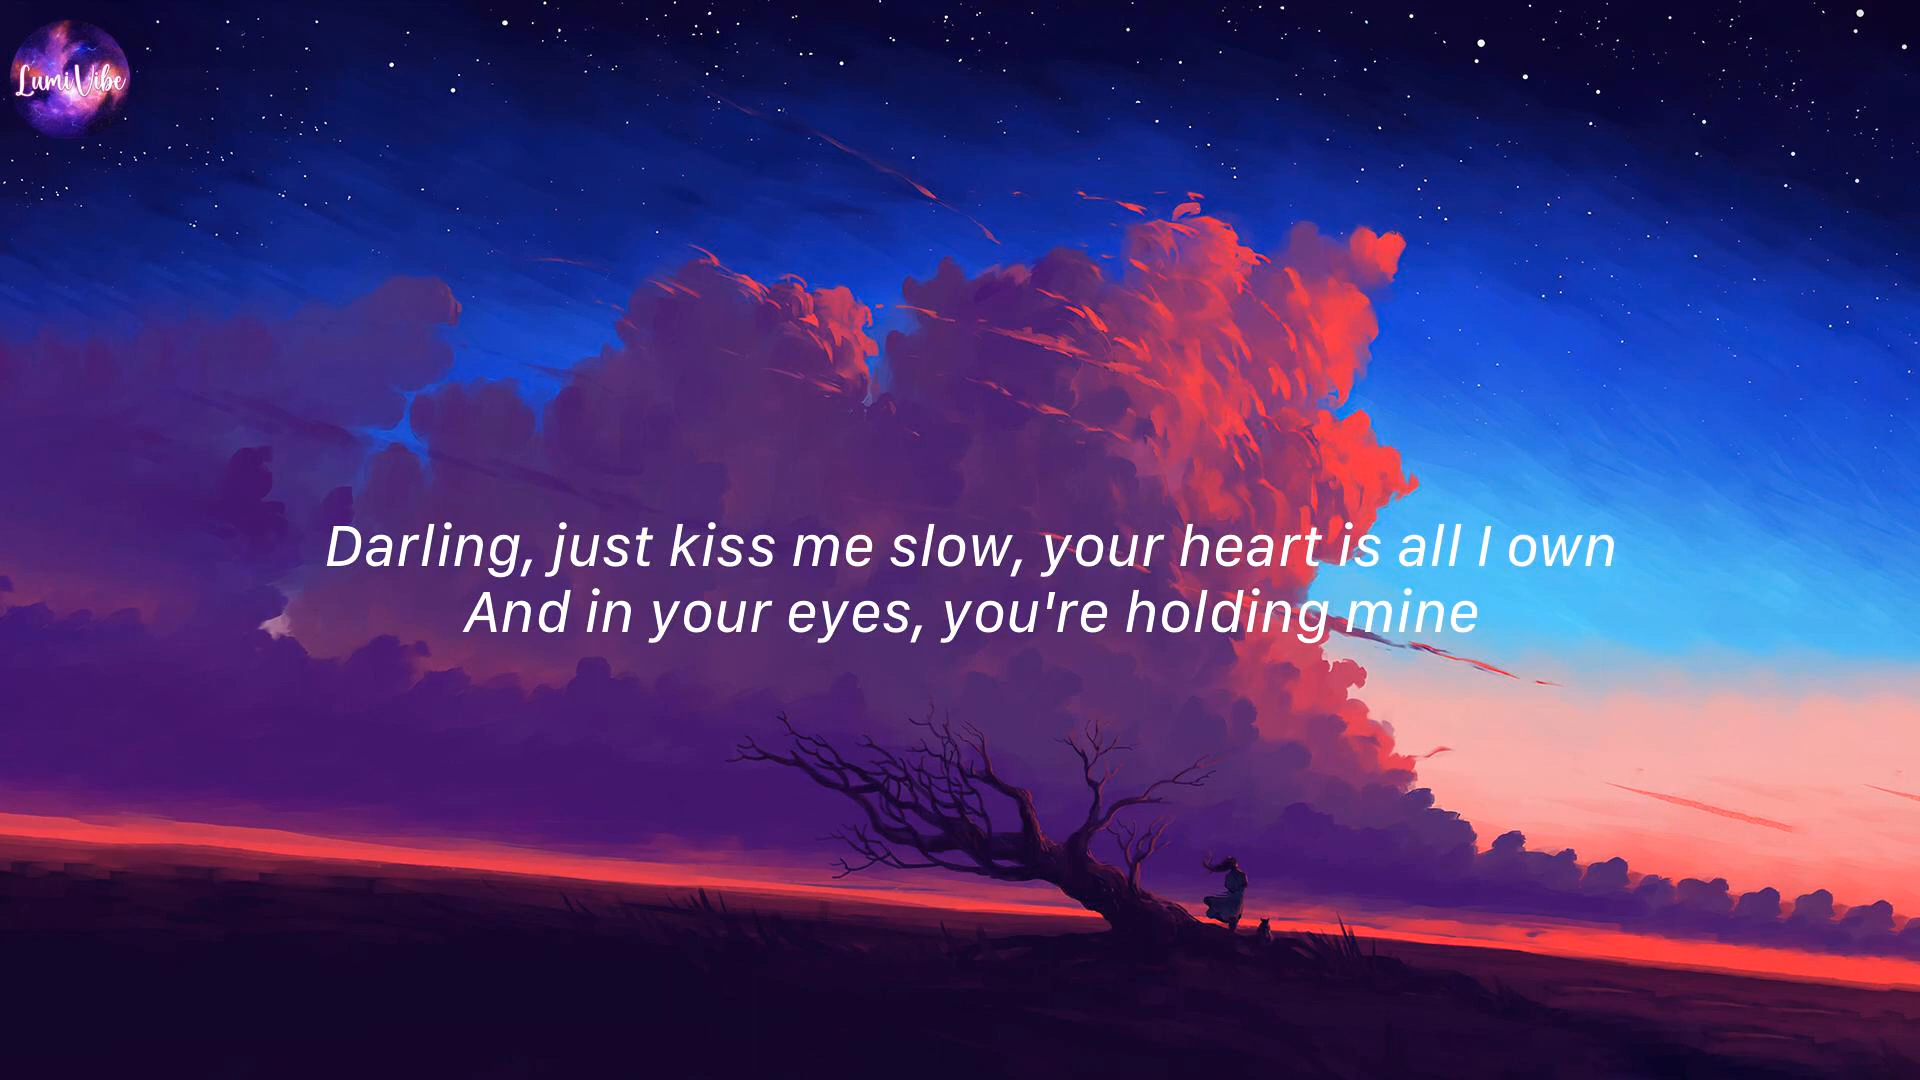 LumiVibe
Darling, just kiss me slow, your heart is all I own
And in your eyes, you're holding mine